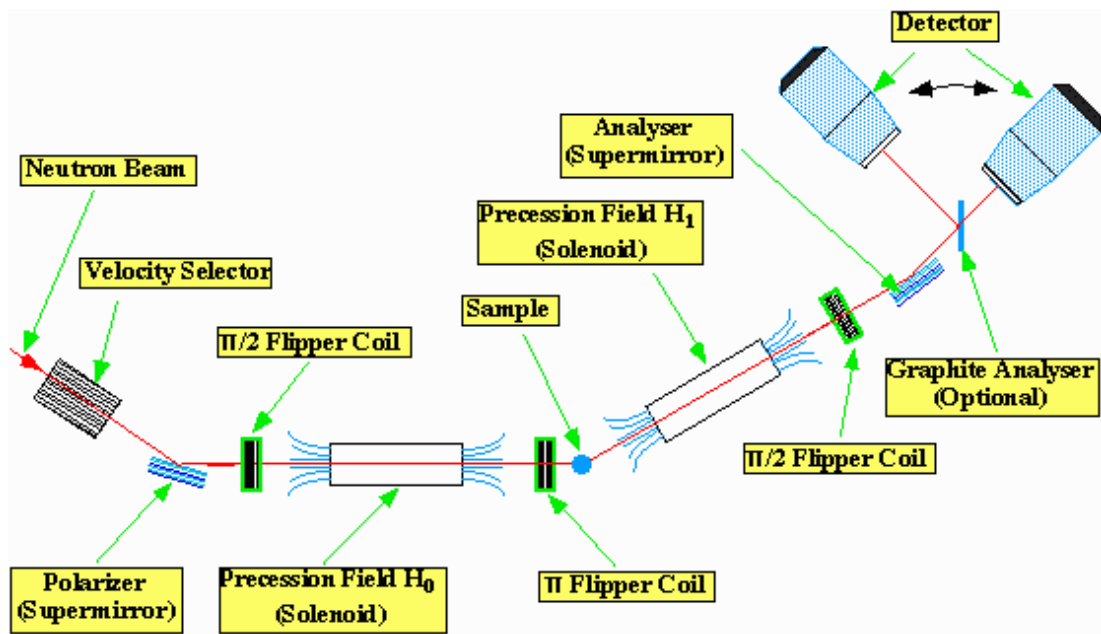 Detector
Analyser
(Supermirror)
Neutron Beam
Precession Field H₁
(Solenoid)
Velocity Selector
Sample
π/2 Flipper Coil
Graphite Analyser
(Optional)
π/2 Flipper Coil
Polarizer
(Supermirror)
Precession Field H₀
(Solenoid)
π Flipper Coil